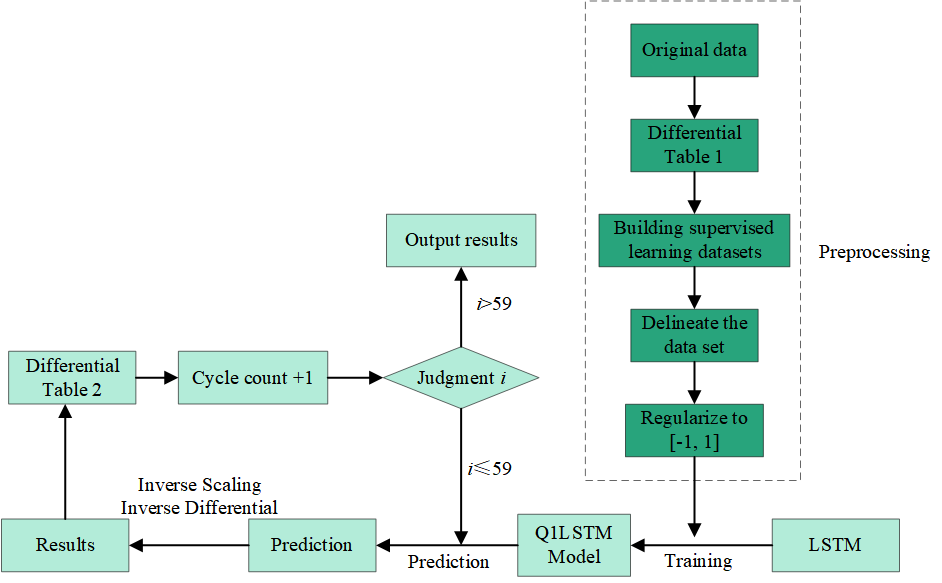 Original data
Differential
Table 1
Building supervised
learning datasets
Preprocessing
Delineate the
data set
Regularize to
[-1, 1]
Output results
i>59
Differential
Table 2
Cycle count +1
Judgment i
i≤59
Inverse Scaling
Inverse Differential
Results
Prediction
Prediction
Q1LSTM
Model
Training
LSTM